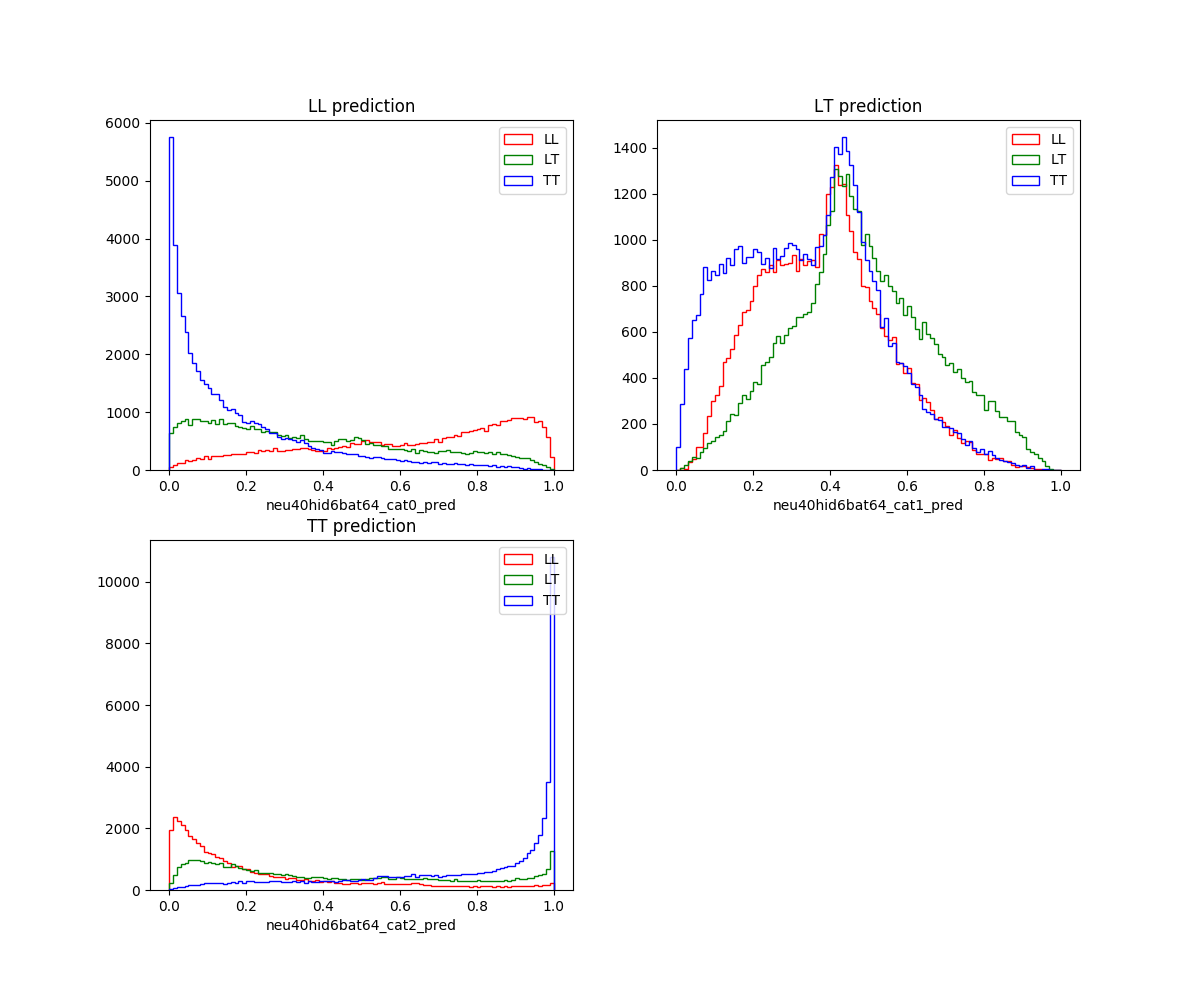 LL prediction
6000
5000
4000
3000
2000
1000
0
0.0 0.2 0.4 0.6 0.8 1.0
neu40hid6bat64_cat0_pred
LL
LT
TT
LT prediction
1400
1200
1000
800
600
400
200
0
0.0 0.2 0.4 0.6 0.8 1.0
neu40hid6bat64_cat1_pred
LL
LT
TT
TT prediction
10000
8000
6000
4000
2000
0
0.0 0.2 0.4 0.6 0.8 1.0
neu40hid6bat64_cat2_pred
LL
LT
TT